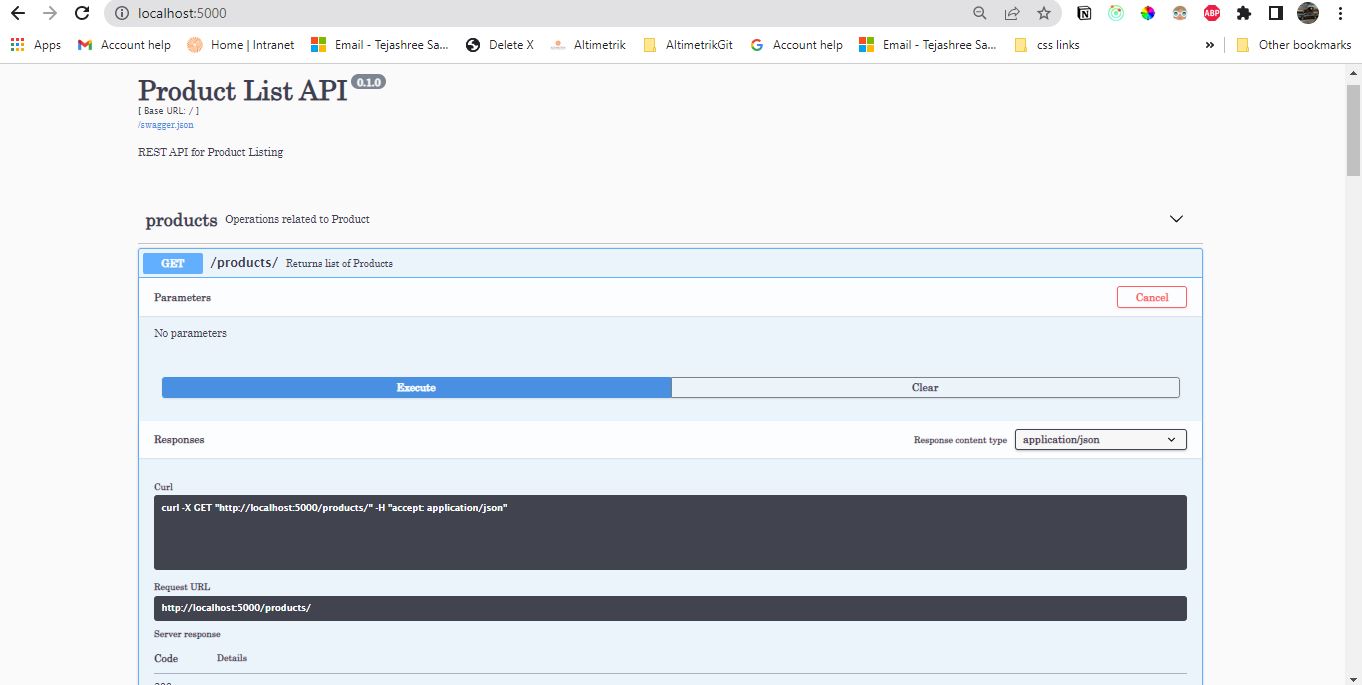 localhost:5000
ABP
Apps Account help Home | Intranet Email - Tejashree Sa... Delete X Altimetrik AltimetrikGit Account help Email - Tejashree Sa... css links » Other bookmarks
Product List API 0.1.0
[ Base URL: / ]
/swagger.json
REST API for Product Listing
products Operations related to Product
GET /products/ Returns list of Products
Parameters Cancel
No parameters
Execute Clear
Responses Response content type application/json
Curl
curl -X GET "http://localhost:5000/products/" -H "accept: application/json"
Request URL
http://localhost:5000/products/
Server response
Code Details